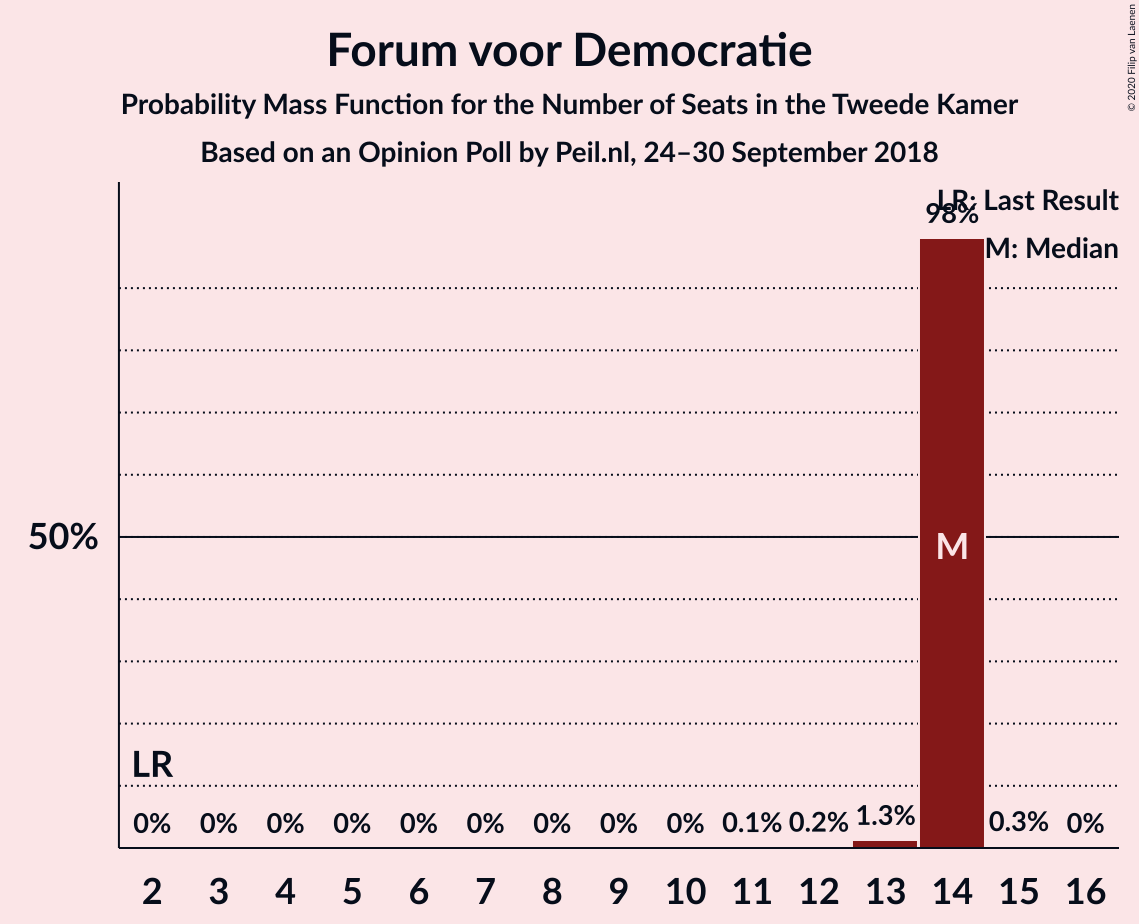 Forum voor Democratie
Probability Mass Function for the Number of Seats in the Tweede Kamer
Based on an Opinion Poll by Peil.nl, 24–30 September 2018
© 2020 Filip van Laenen
LR: Last Result
98%
M: Median
50%
M
LR
0% 0% 0% 0% 0% 0% 0% 0% 0% 0.1% 0.2% 1.3% 0.3% 0%
2 3 4 5 6 7 8 9 10 11 12 13 14 15 16